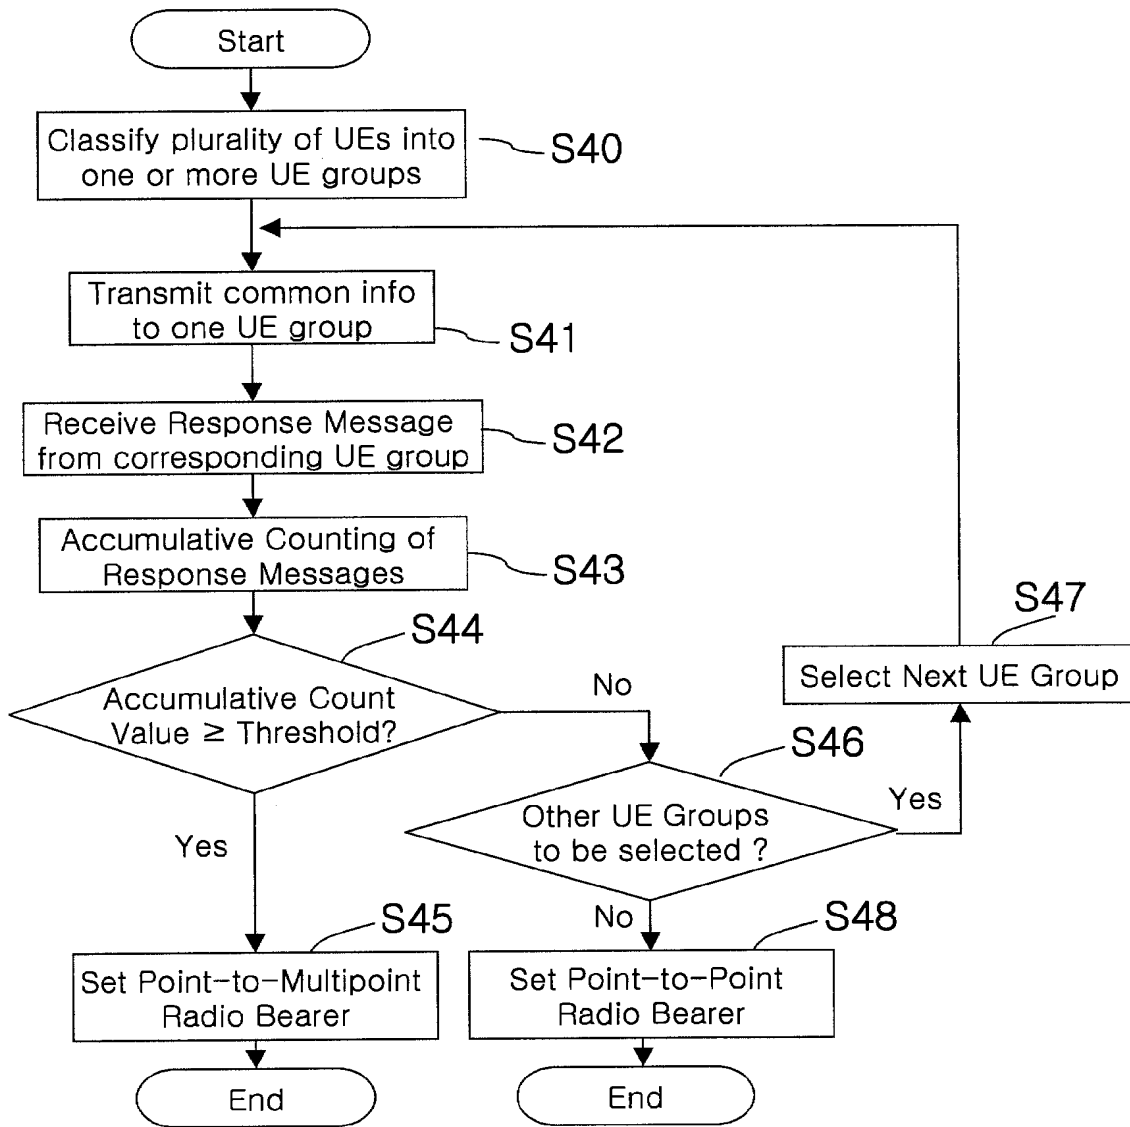 Start
Classify plurality of UEs into
one or more UE groups
S40
Transmit common info
to one UE group
S41
Receive Response Message
from corresponding UE group
S42
Accumulative Counting of
Response Messages
S43
S44
Accumulative Count
Value ≥ Threshold?
No
S47
Select Next UE Group
S46
Other UE Groups
to be selected ?
Yes
Yes
No
S45
Set Point-to-Multipoint
Radio Bearer
S48
Set Point-to-Point
Radio Bearer
End
End